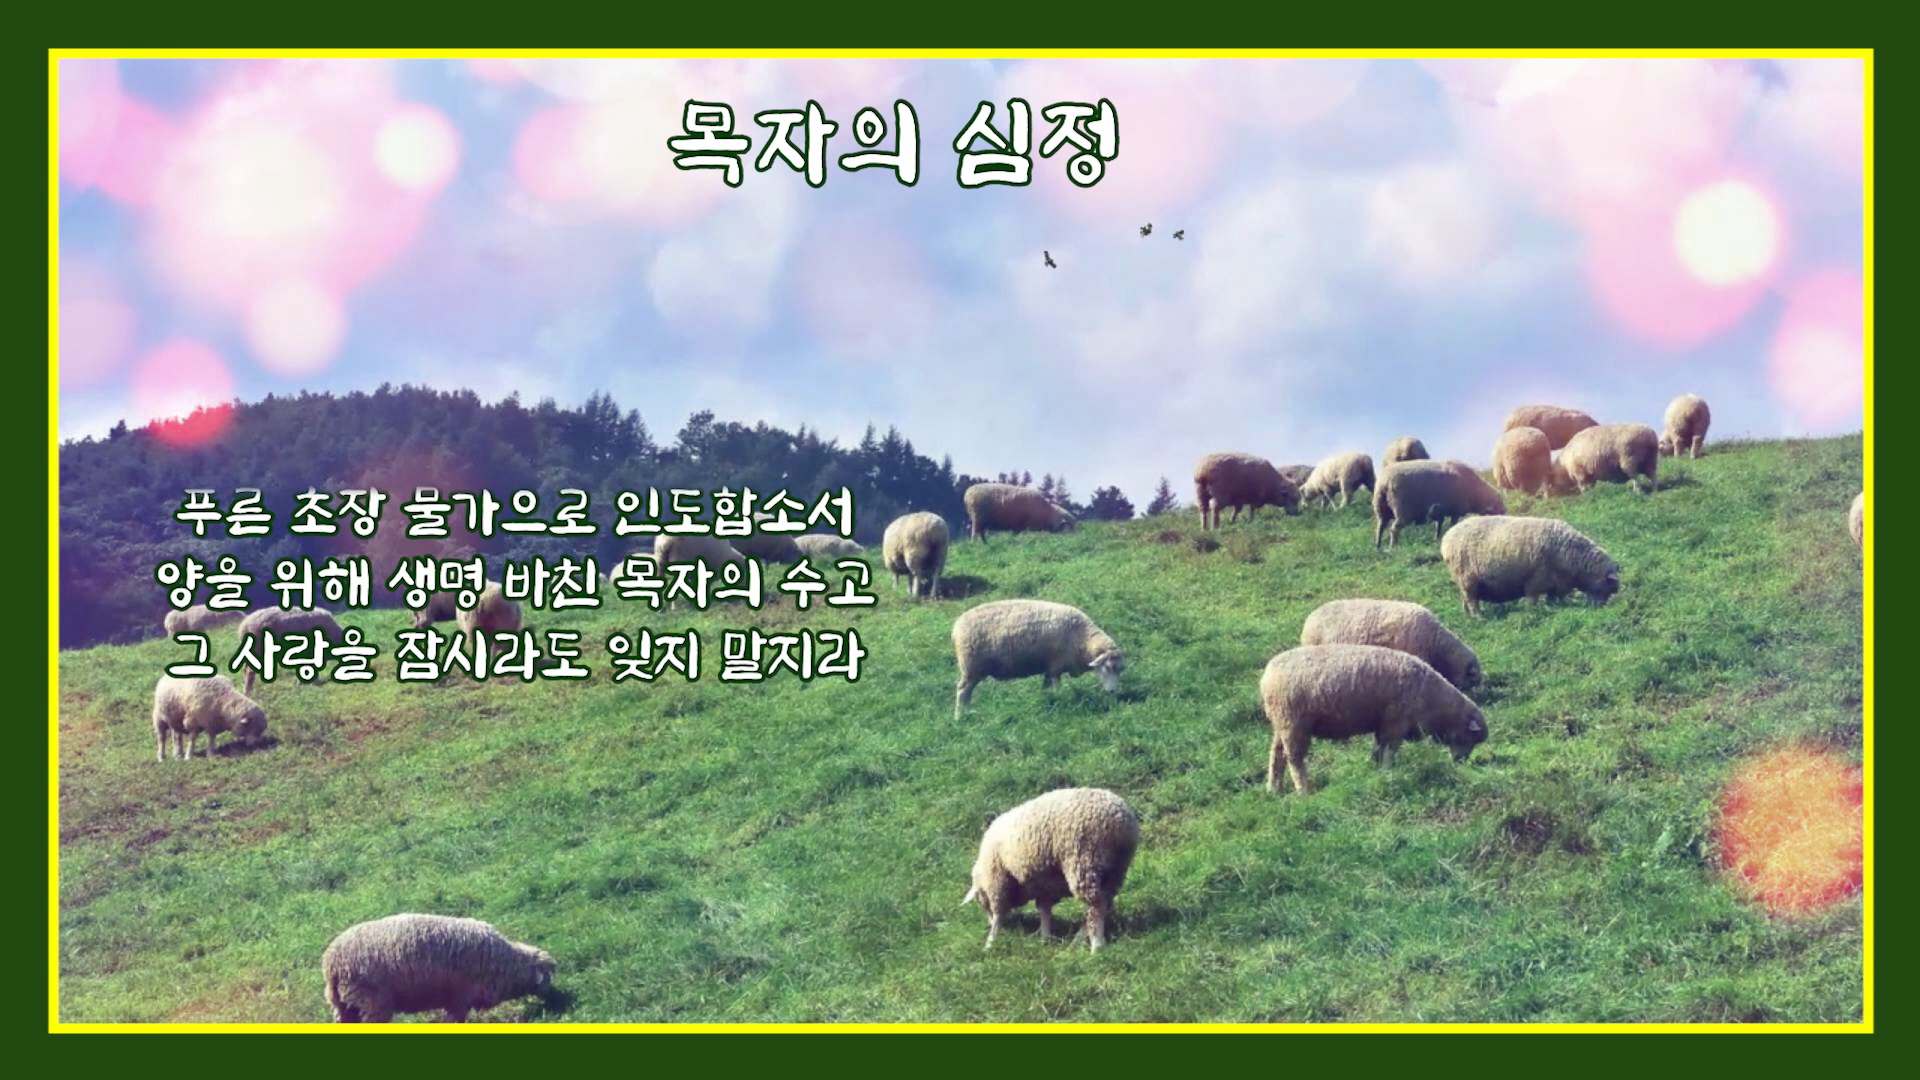 목자의 심정
푸른 초장 물가으로 인도합소서
양을 위해 생명 바친 목자의 수고
그 사랑을 잠시라도 잊지 말지라